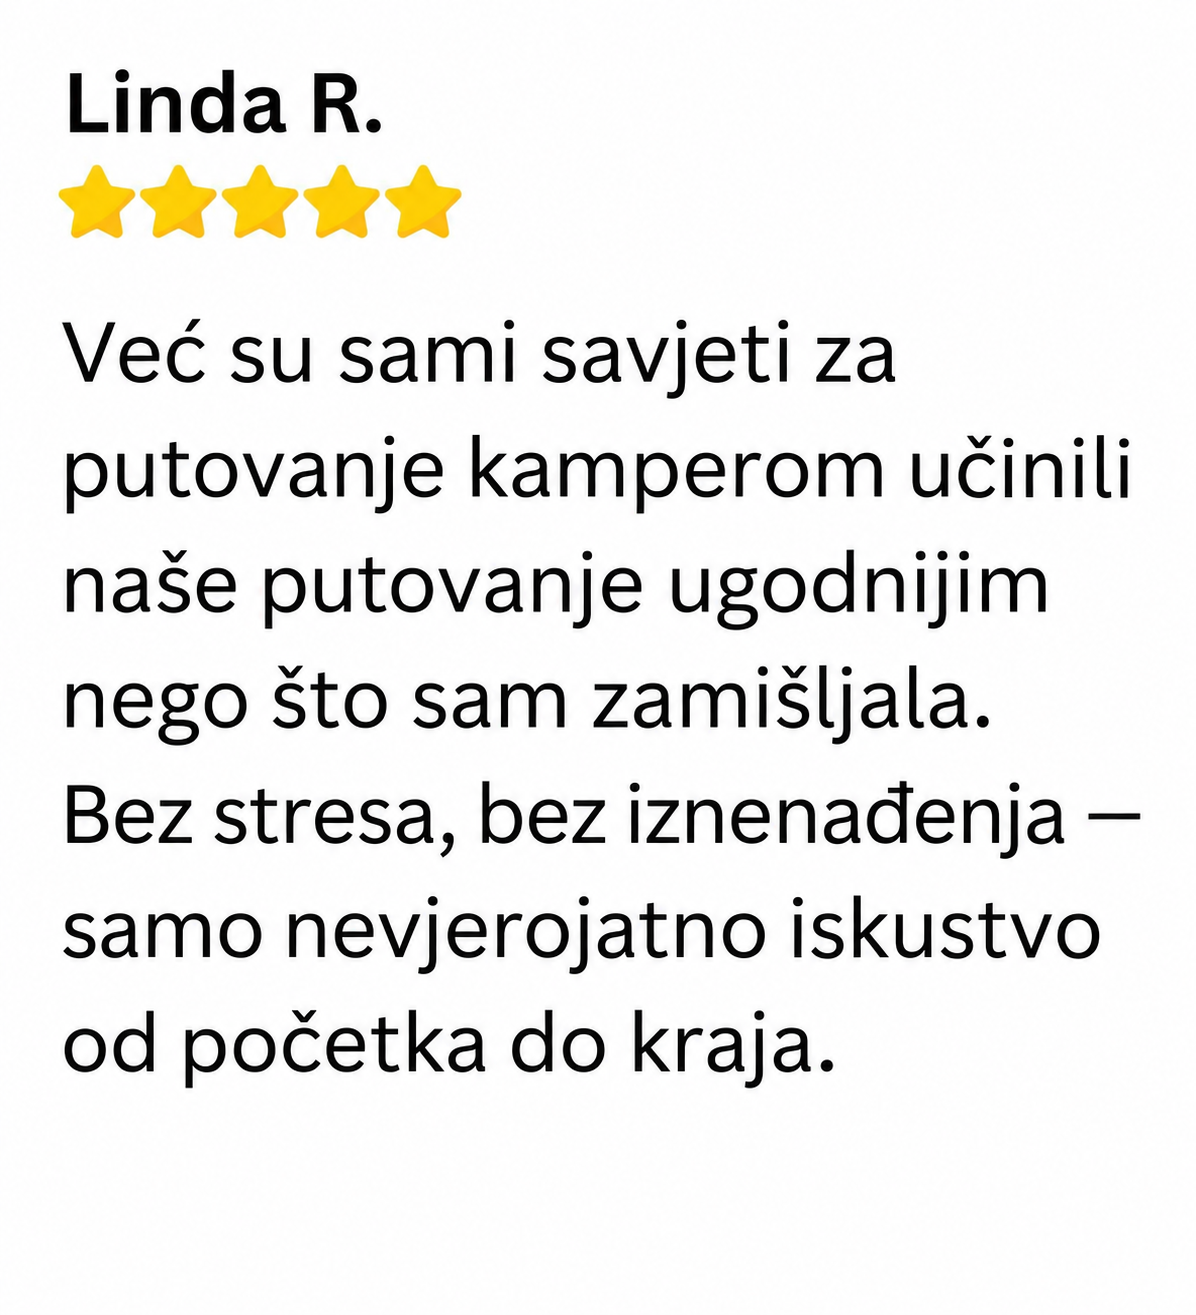 Linda R.
⭐⭐⭐⭐⭐
Već su sami savjeti za
putovanje kamperom učinili
naše putovanje ugodnijim
nego što sam zamišljala.
Bez stresa, bez iznenađenja –
samo nevjerojatno iskustvo
od početka do kraja.